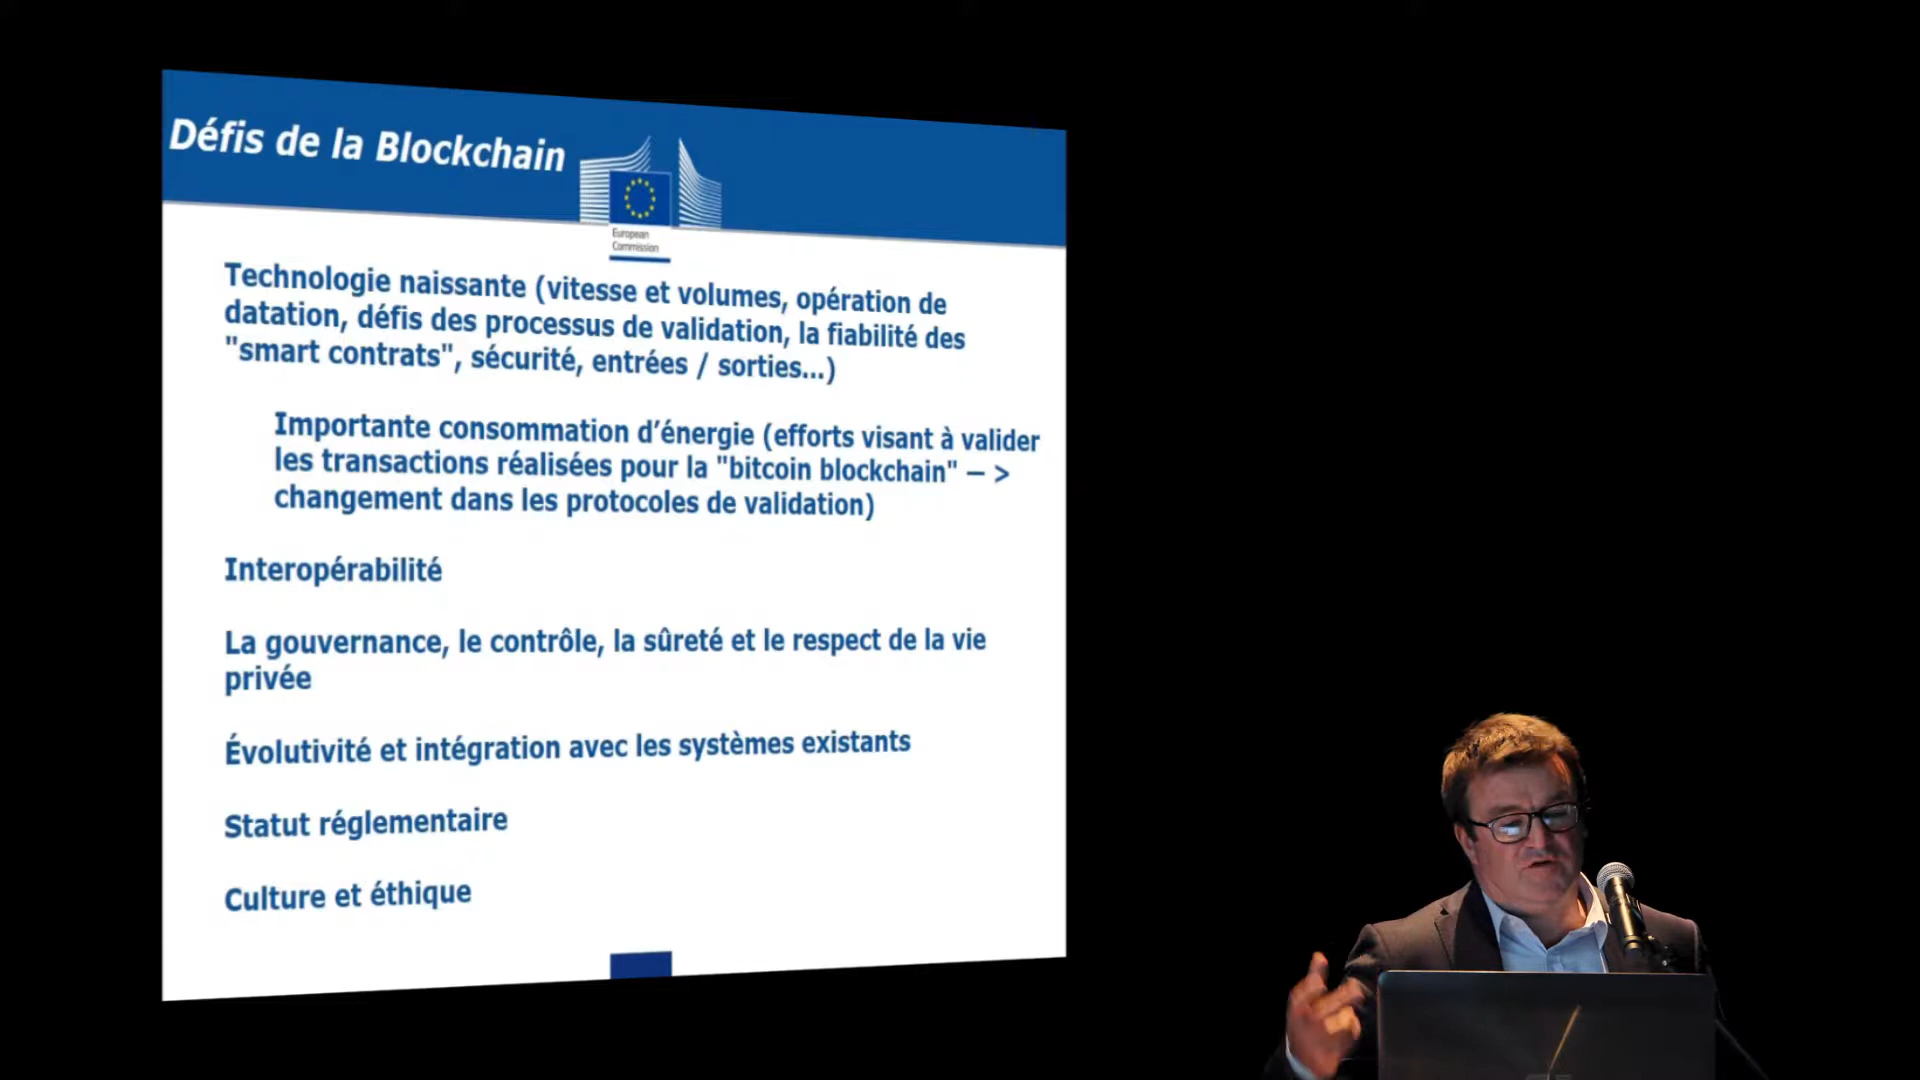 Défis de la Blockchain
European
Commission
Technologie naissante (vitesse et volumes, opération de
datation, défis des processus de validation, la fiabilité des
"smart contrats", sécurité, entrées / sorties...)
Importante consommation d’énergie (efforts visant à valider
les transactions réalisées pour la "bitcoin blockchain" – >
changement dans les protocoles de validation)
Interopérabilité
La gouvernance, le contrôle, la sûreté et le respect de la vie
privée
Évolutivité et intégration avec les systèmes existants
Statut réglementaire
Culture et éthique